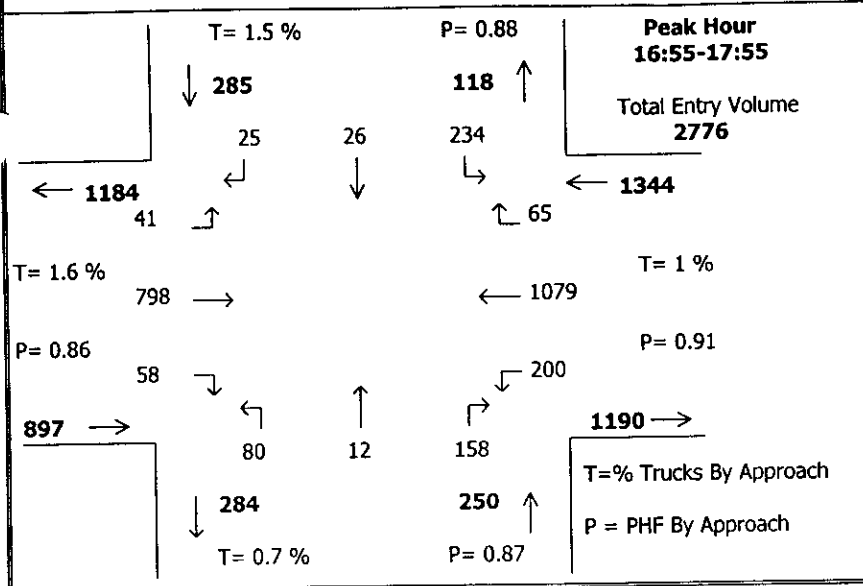 T= 1.5 %
P= 0.88
Peak Hour
16:55-17:55
285
118
Total Entry Volume
2776
25
26
234
1184
1344
41
65
T= 1.6 %
T= 1 %
798
1079
P= 0.86
P= 0.91
58
200
897
1190
80
12
158
T=% Trucks By Approach
284
250
P = PHF By Approach
T= 0.7 %
P= 0.87